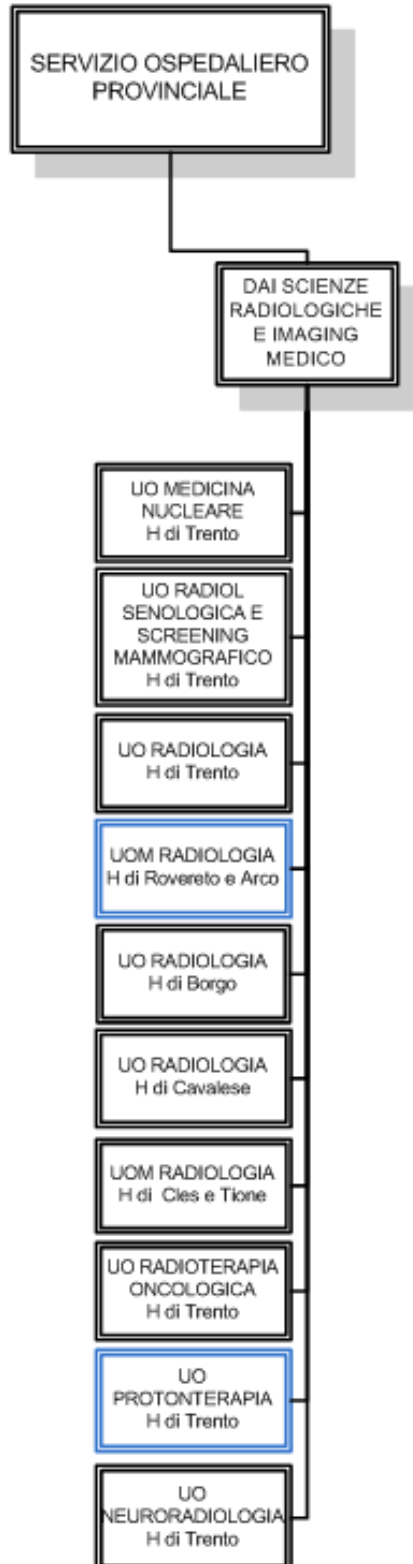 SERVIZIO OSPEDALIERO
PROVINCIALE
DAI SCIENZE
RADIOLOGICHE
E IMAGING
MEDICO
UO MEDICINA
NUCLEARE
H di Trento
UO RADIOL
SENOLOGICA E
SCREENING
MAMMOGRAFICO
H di Trento
UO RADIOLOGIA
H di Trento
UOM RADIOLOGIA
H di Rovereto e Arco
UO RADIOLOGIA
H di Borgo
UO RADIOLOGIA
H di Cavalese
UOM RADIOLOGIA
H di Cles e Tione
UO RADIOTERAPIA
ONCOLOGICA
H di Trento
UO
PROTONTERAPIA
H di Trento
UO
NEURORADIOLOGIA
H di Trento